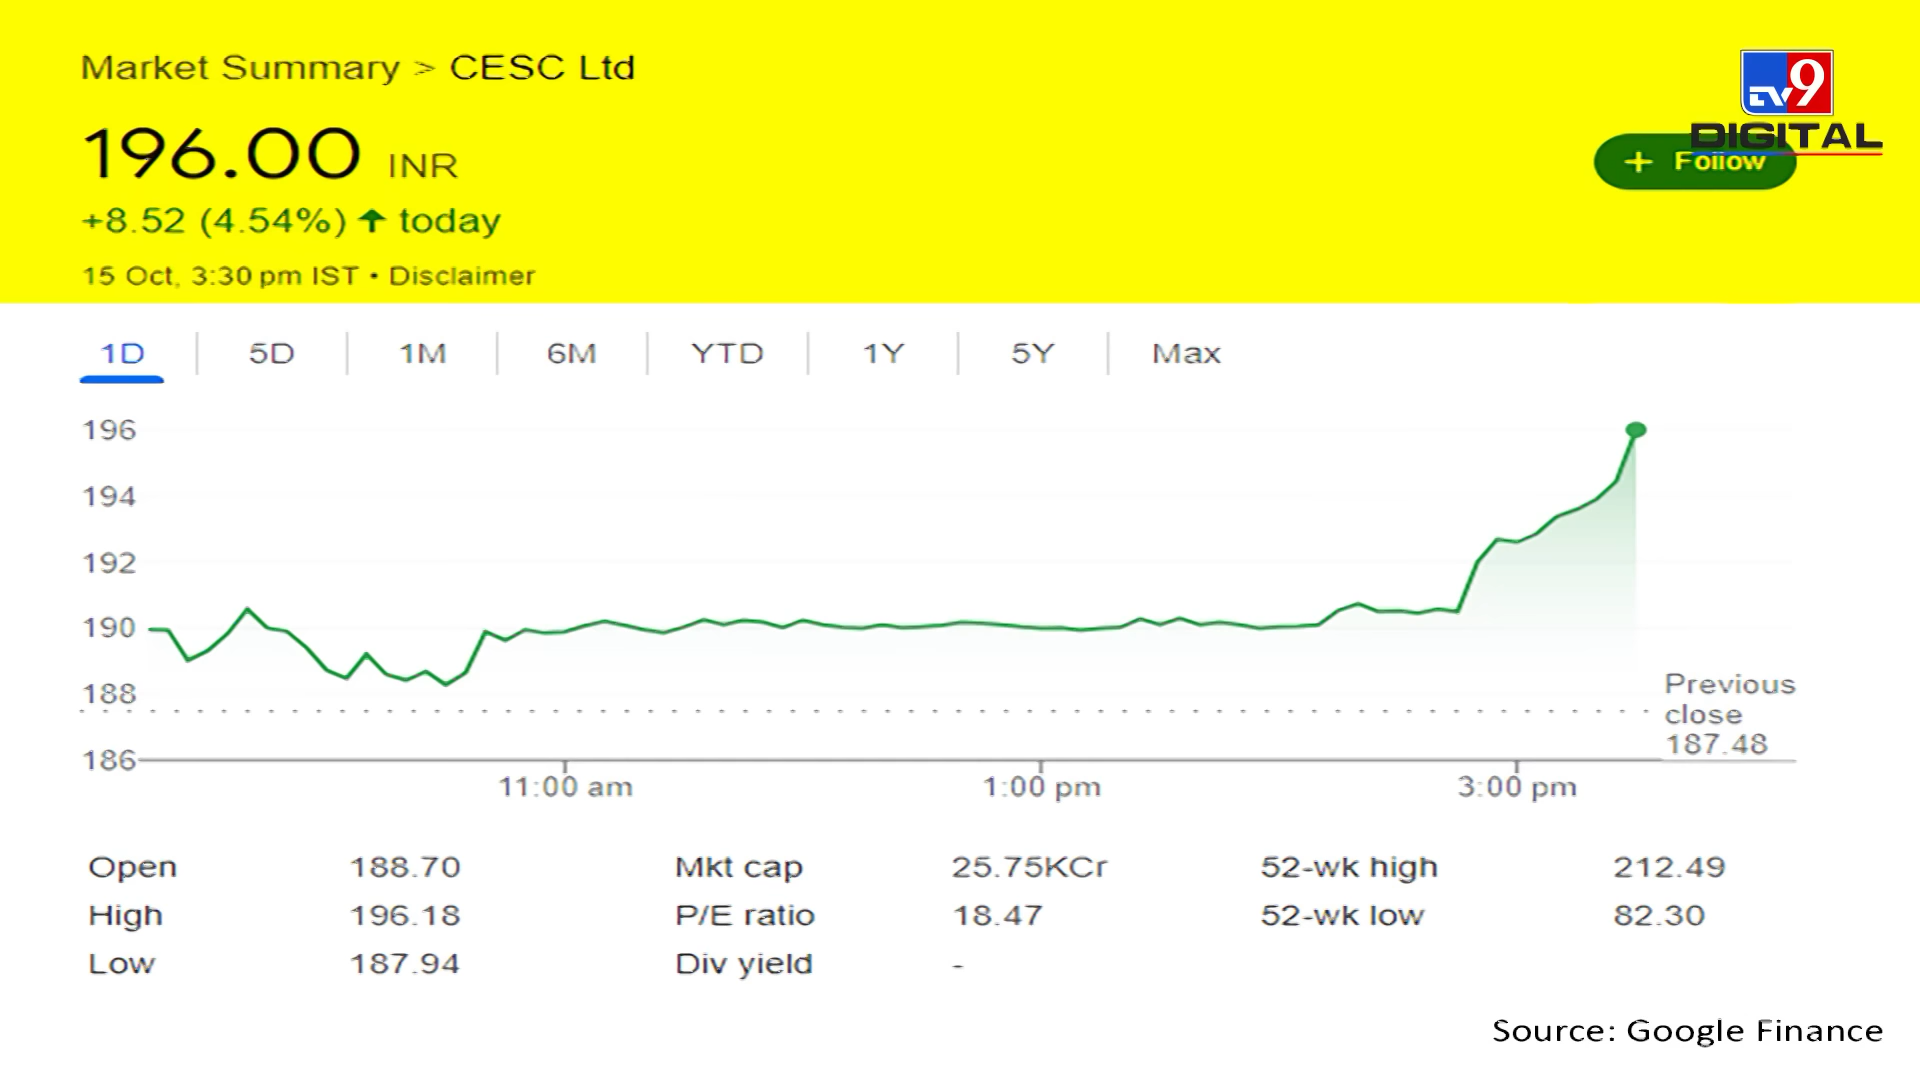 Market Summary > CESC Ltd
TV9
DIGITAL
196.00 INR
+ Follow
+8.52 (4.54%) ↑ today
15 Oct, 3:30 pm IST • Disclaimer
1D 5D 1M 6M YTD 1Y 5Y Max
196
194
192
190
188
186
Previous
close
187.48
11:00 am 1:00 pm 3:00 pm
Open 188.70 Mkt cap 25.75KCr 52-wk high 212.49
High 196.18 P/E ratio 18.47 52-wk low 82.30
Low 187.94 Div yield -
Source: Google Finance